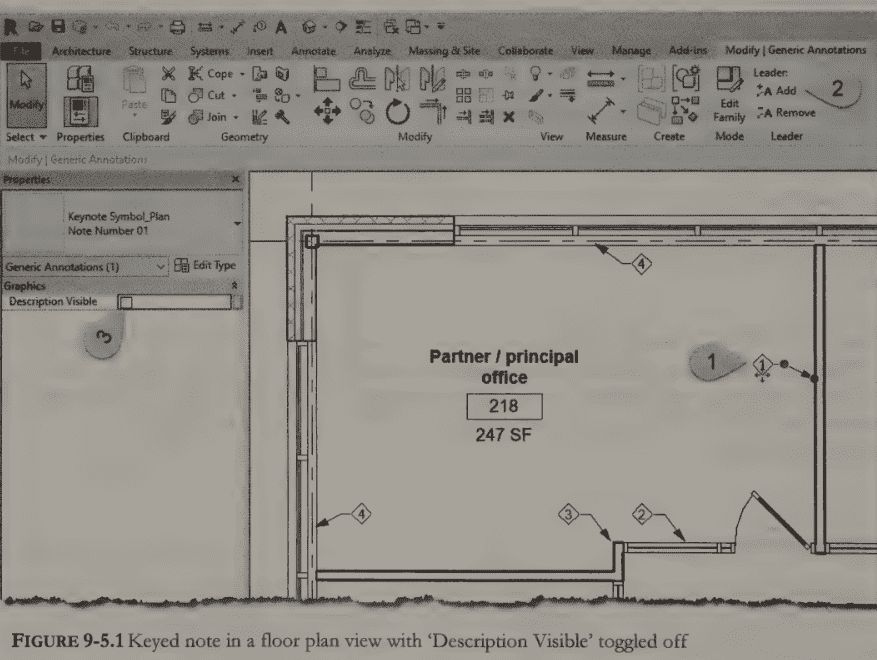 File Architecture Structure Systems Insert Annotate Analyze Massing & Site Collaborate View Manage Add-Ins Modify | Generic Annotations
Modify
Paste
Cope
Cut
Join
Edit
Family
Leader:
Add
Remove
2
Select Properties Clipboard Geometry Modify View Measure Create Mode Leader
Modify | Generic Annotations
Properties
Keynote Symbol_Plan
Note Number 01
Generic Annotations (1) Edit Type
Graphics
Description Visible
3
4
Partner / principal
office
218
247 SF
1
1
4
3
2
FIGURE 9-5.1 Keyed note in a floor plan view with 'Description Visible' toggled off